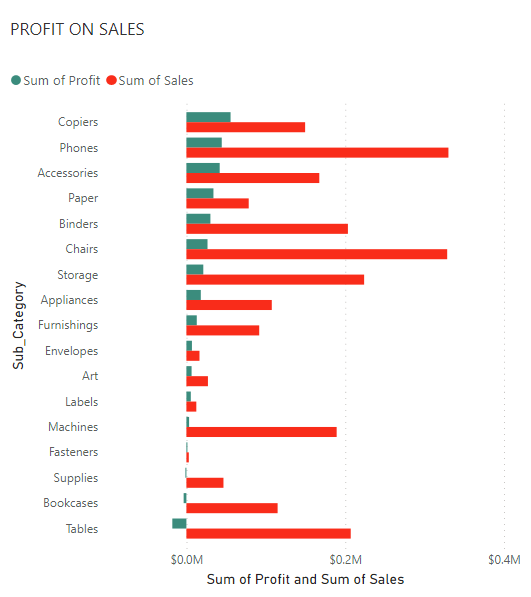 PROFIT ON SALES
Sum of Profit Sum of Sales
Copiers
Phones
Accessories
Paper
Binders
Chairs
Storage
Appliances
Furnishings
Envelopes
Art
Labels
Machines
Fasteners
Supplies
Bookcases
Tables
Sub_Category
$0.0M $0.2M $0.4M
Sum of Profit and Sum of Sales